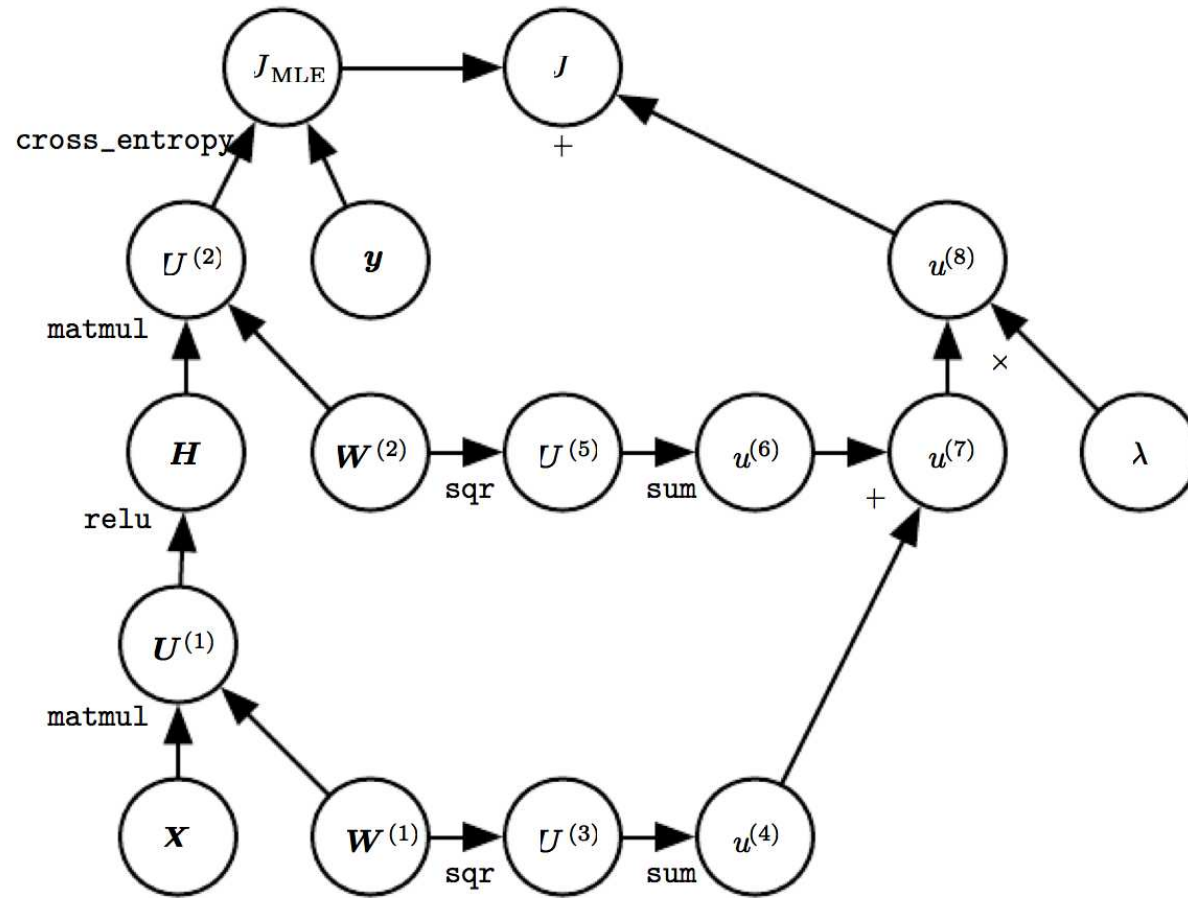 J_MLE J
cross_entropy +
U^(2) y u^(8)
matmul ×
H W^(2) U^(5) u^(6) u^(7) λ
sqr sum +
relu
U^(1)
matmul
X W^(1) U^(3) u^(4)
sqr sum